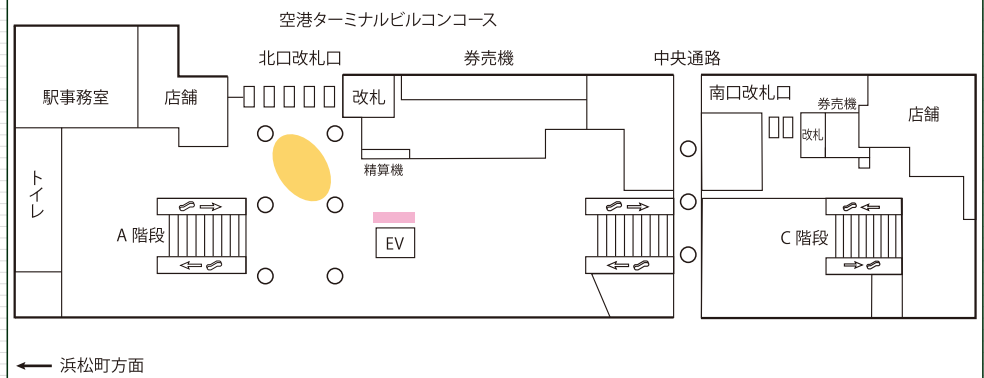 空港ターミナルビルコンコース
北口改札口
券売機
中央通路
駅事務室
店舗
改札
南口改札口
券売機
改札
店舗
精算機
トイレ
A 階段
EV
C 階段
浜松町方面